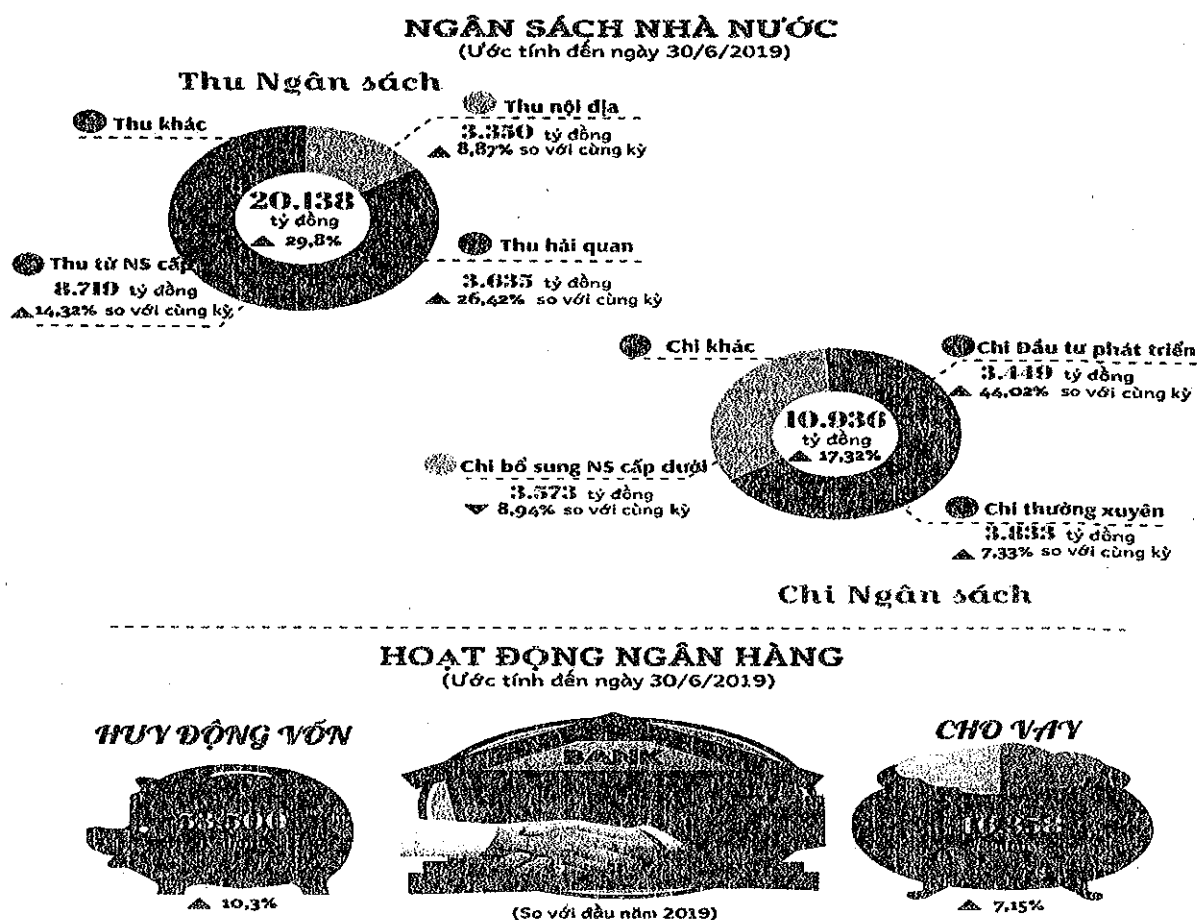 NGÂN SÁCH NHÀ NƯỚC
(Ước tính đến ngày 30/6/2019)
Thu Ngân sách
Thu khác
Thu nội địa
3.350 tỷ đồng
8,87% so với cùng kỳ
20.138
tỷ đồng
29,8%
Thu hải quan
3.635 tỷ đồng
26,42% so với cùng kỳ
Thu từ NS cấp
8.719 tỷ đồng
14,32% so với cùng kỳ
Chi khác
Chi Đầu tư phát triển
3.449 tỷ đồng
44,02% so với cùng kỳ
10.936
tỷ đồng
17,32%
Chi bổ sung NS cấp dưới
3.573 tỷ đồng
8,94% so với cùng kỳ
Chi thường xuyên
3.833 tỷ đồng
7,33% so với cùng kỳ
Chi Ngân sách
HOẠT ĐỘNG NGÂN HÀNG
(Ước tính đến ngày 30/6/2019)
HUY ĐỘNG VỐN
53.500
10,3%
BANK
(So với đầu năm 2019)
CHO VAY
7,15%